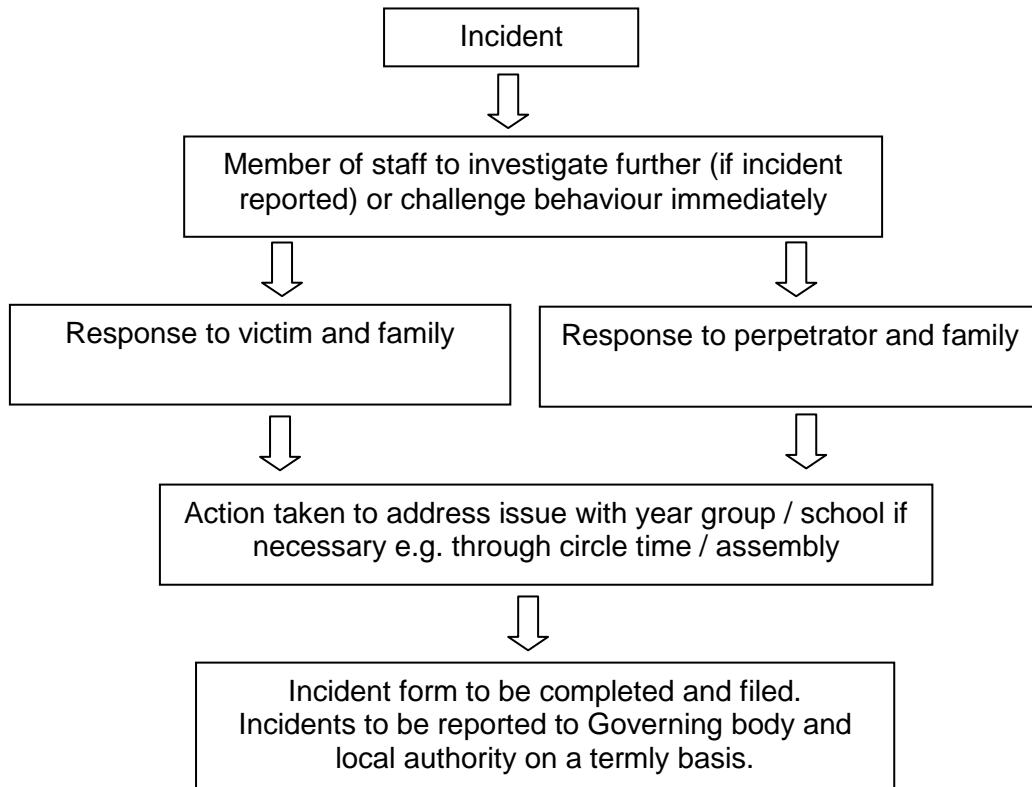 Incident
Member of staff to investigate further (if incident
reported) or challenge behaviour immediately
Response to victim and family
Response to perpetrator and family
Action taken to address issue with year group / school if
necessary e.g. through circle time / assembly
Incident form to be completed and filed.
Incidents to be reported to Governing body and
local authority on a termly basis.